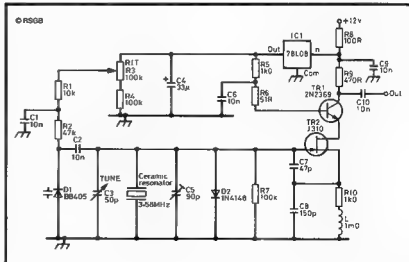 © RSGB
+12v
IC1
Out
78L08
in
Com
R8
100R
RIT
R3
100k
R1
10k
C4
33µ
R5
1k0
C9
10n
R9
470R
C6
10n
R6
51R
TR1
2N2369
C10
10n
Out
R4
100k
C1
10n
R2
47k
C2
10n
TR2
J310
D1
BB405
TUNE
C3
50p
Ceramic
resonator
3·58MHz
C5
90p
D2
1N4148
R7
100k
C7
47p
C8
150p
R10
1k0
L
1m0